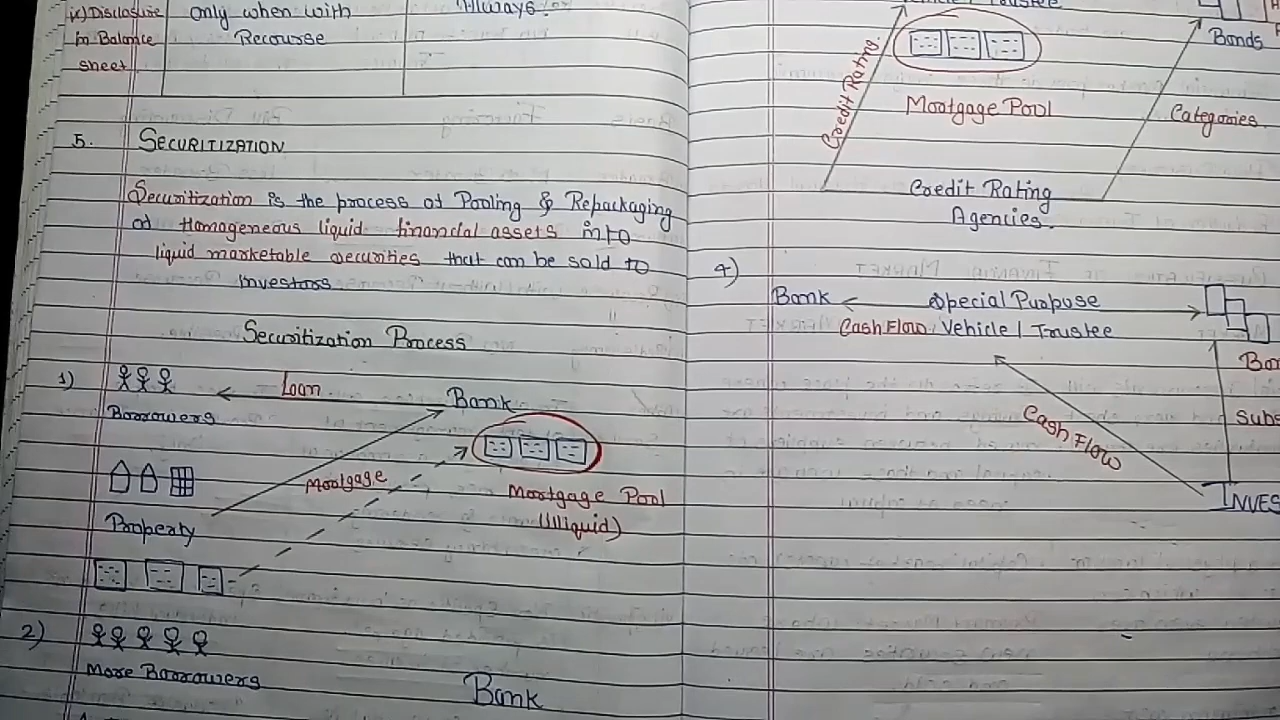 ix) Disclosure
in Balance
sheet
Only when with
Recourse
Always.
5. SECURITIZATION
Securitization is the process of Pooling & Repackaging
of Homogeneous liquid financial assets into
liquid marketable securities that can be sold to
Investors
Securitization Process
1)
Loan
Bank
Borrowers
Mortgage
Mortgage Pool
(Illiquid)
Property
2)
More Borrowers
Bank
Credit Rating
Mortgage Pool
Bonds
Categories
Credit Rating
Agencies.
4)
Bank
Special Purpose
Cash Flow Vehicle / Trustee
Cash Flow